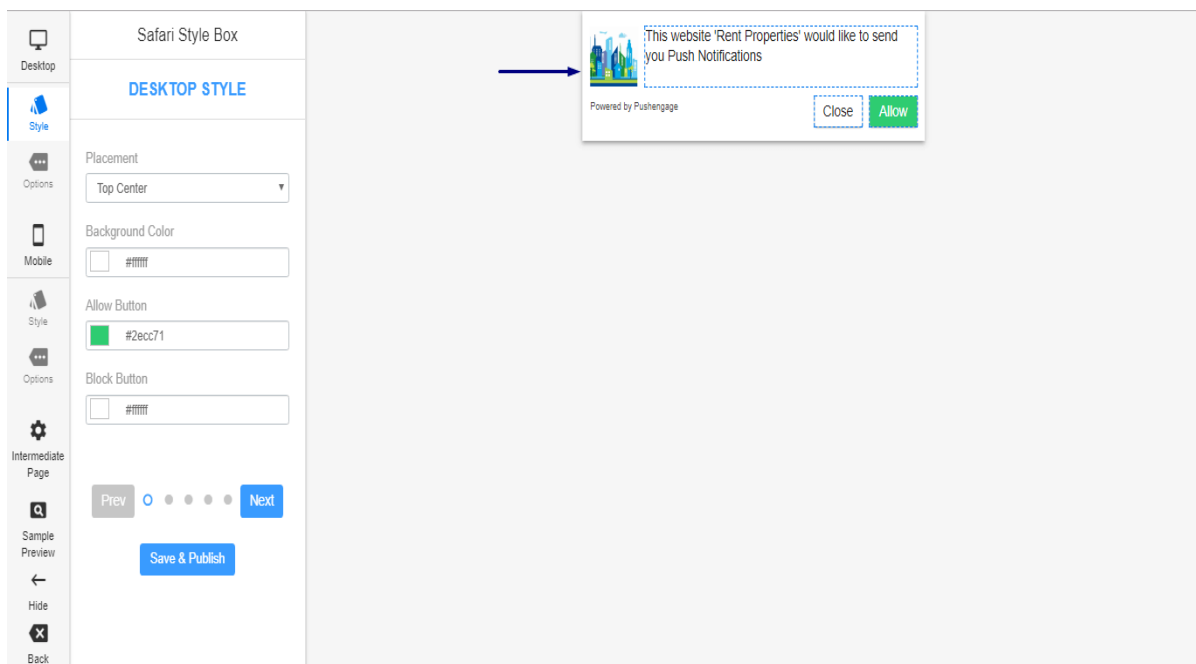 Desktop
Style
Options
Mobile
Style
Options
Intermediate
Page
Sample
Preview
Hide
Back
Safari Style Box
DESKTOP STYLE
Placement
Top Center
Background Color
#ffffff
Allow Button
#2ecc71
Block Button
#ffffff
Prev
Next
Save & Publish
This website 'Rent Properties' would like to send
you Push Notifications
Powered by Pushengage
Close
Allow